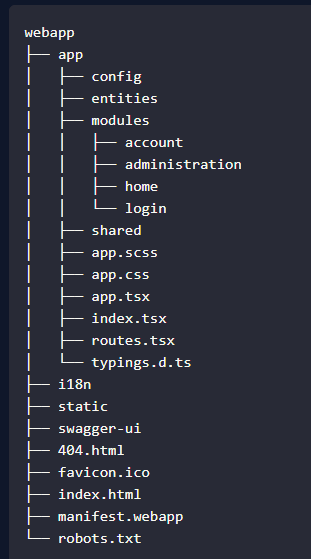 webapp
├── app
│   ├── config
│   ├── entities
│   ├── modules
│   │   ├── account
│   │   ├── administration
│   │   ├── home
│   │   └── login
│   ├── shared
│   ├── app.scss
│   ├── app.css
│   ├── app.tsx
│   ├── index.tsx
│   ├── routes.tsx
│   └── typings.d.ts
├── i18n
├── static
├── swagger-ui
├── 404.html
├── favicon.ico
├── index.html
├── manifest.webapp
└── robots.txt